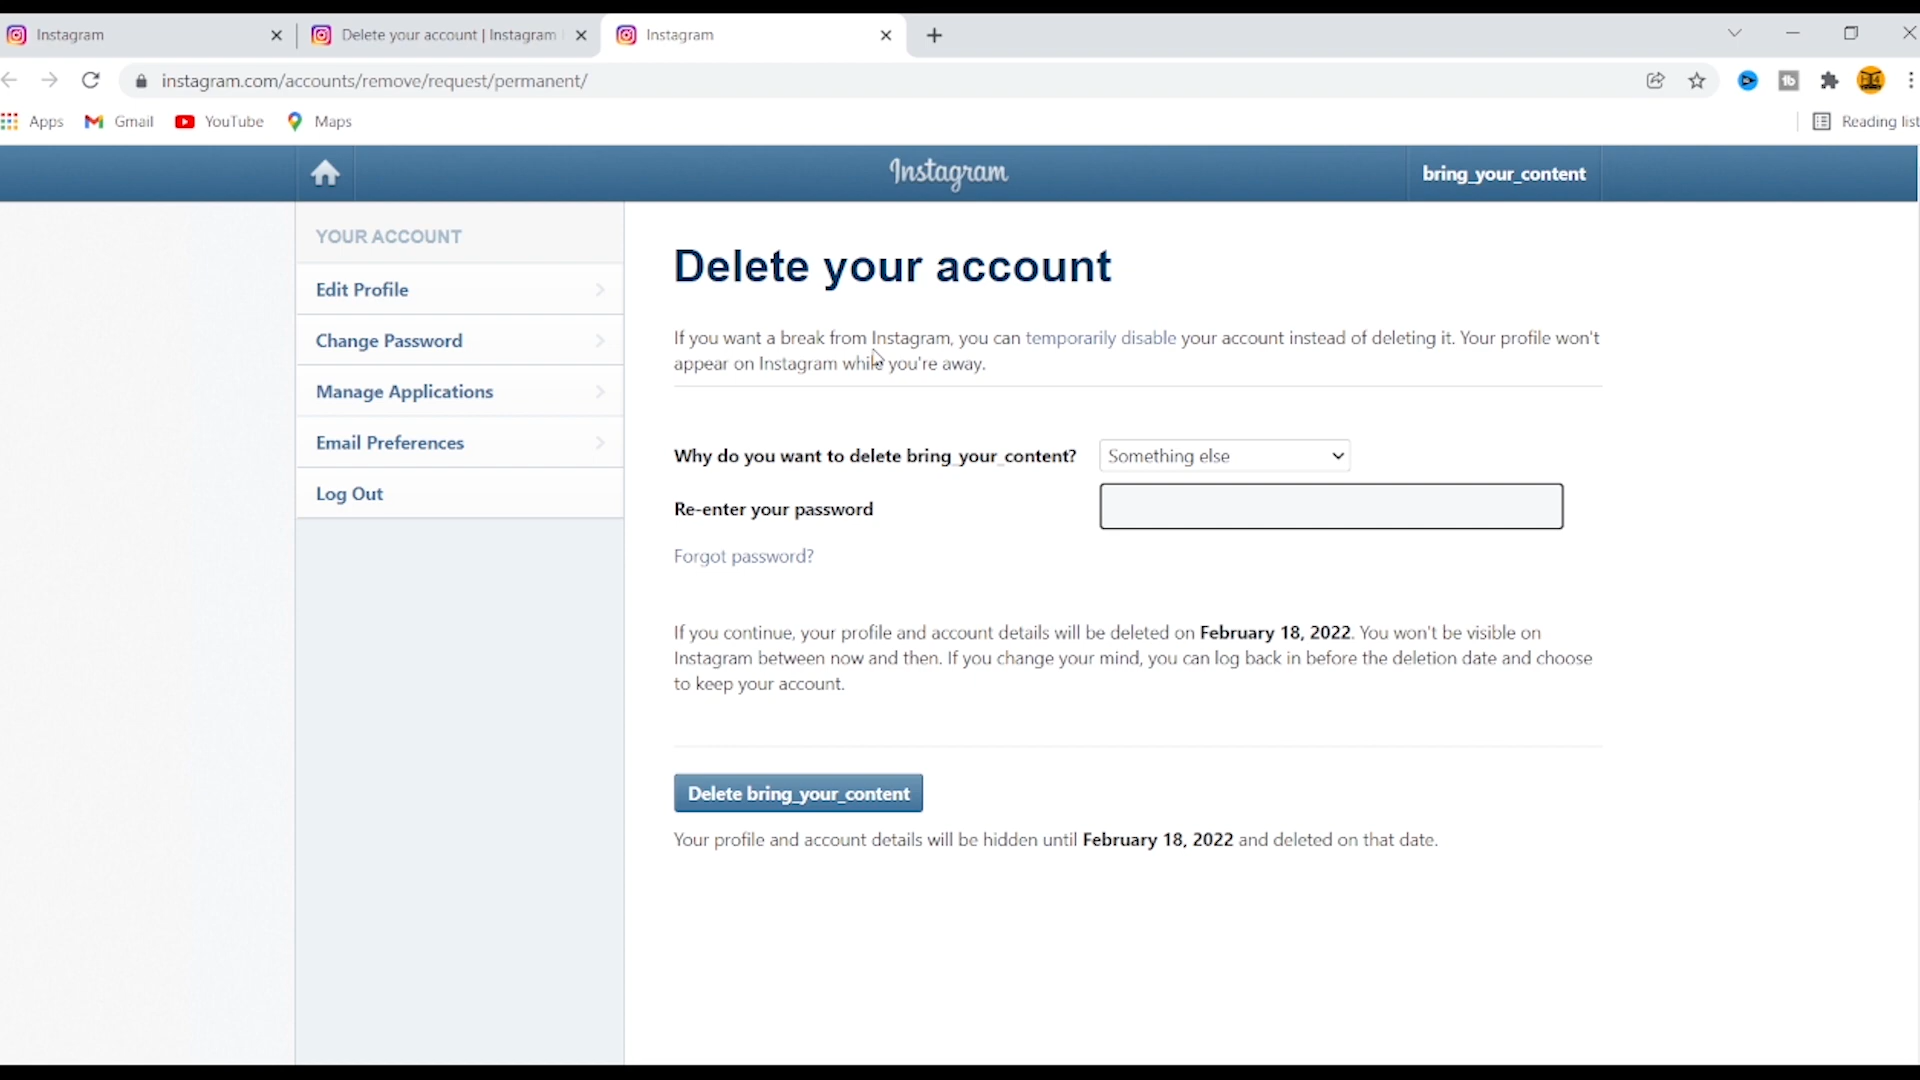 Instagram
Delete your account | Instagram
Instagram
instagram.com/accounts/remove/request/permanent/
Apps
Gmail
YouTube
Maps
Reading list
Instagram
bring_your_content
YOUR ACCOUNT
Edit Profile
Change Password
Manage Applications
Email Preferences
Log Out
Delete your account
If you want a break from Instagram, you can temporarily disable your account instead of deleting it. Your profile won't
appear on Instagram while you're away.
Why do you want to delete bring_your_content?
Something else
Re-enter your password
Forgot password?
If you continue, your profile and account details will be deleted on February 18, 2022. You won't be visible on
Instagram between now and then. If you change your mind, you can log back in before the deletion date and choose
to keep your account.
Delete bring_your_content
Your profile and account details will be hidden until February 18, 2022 and deleted on that date.